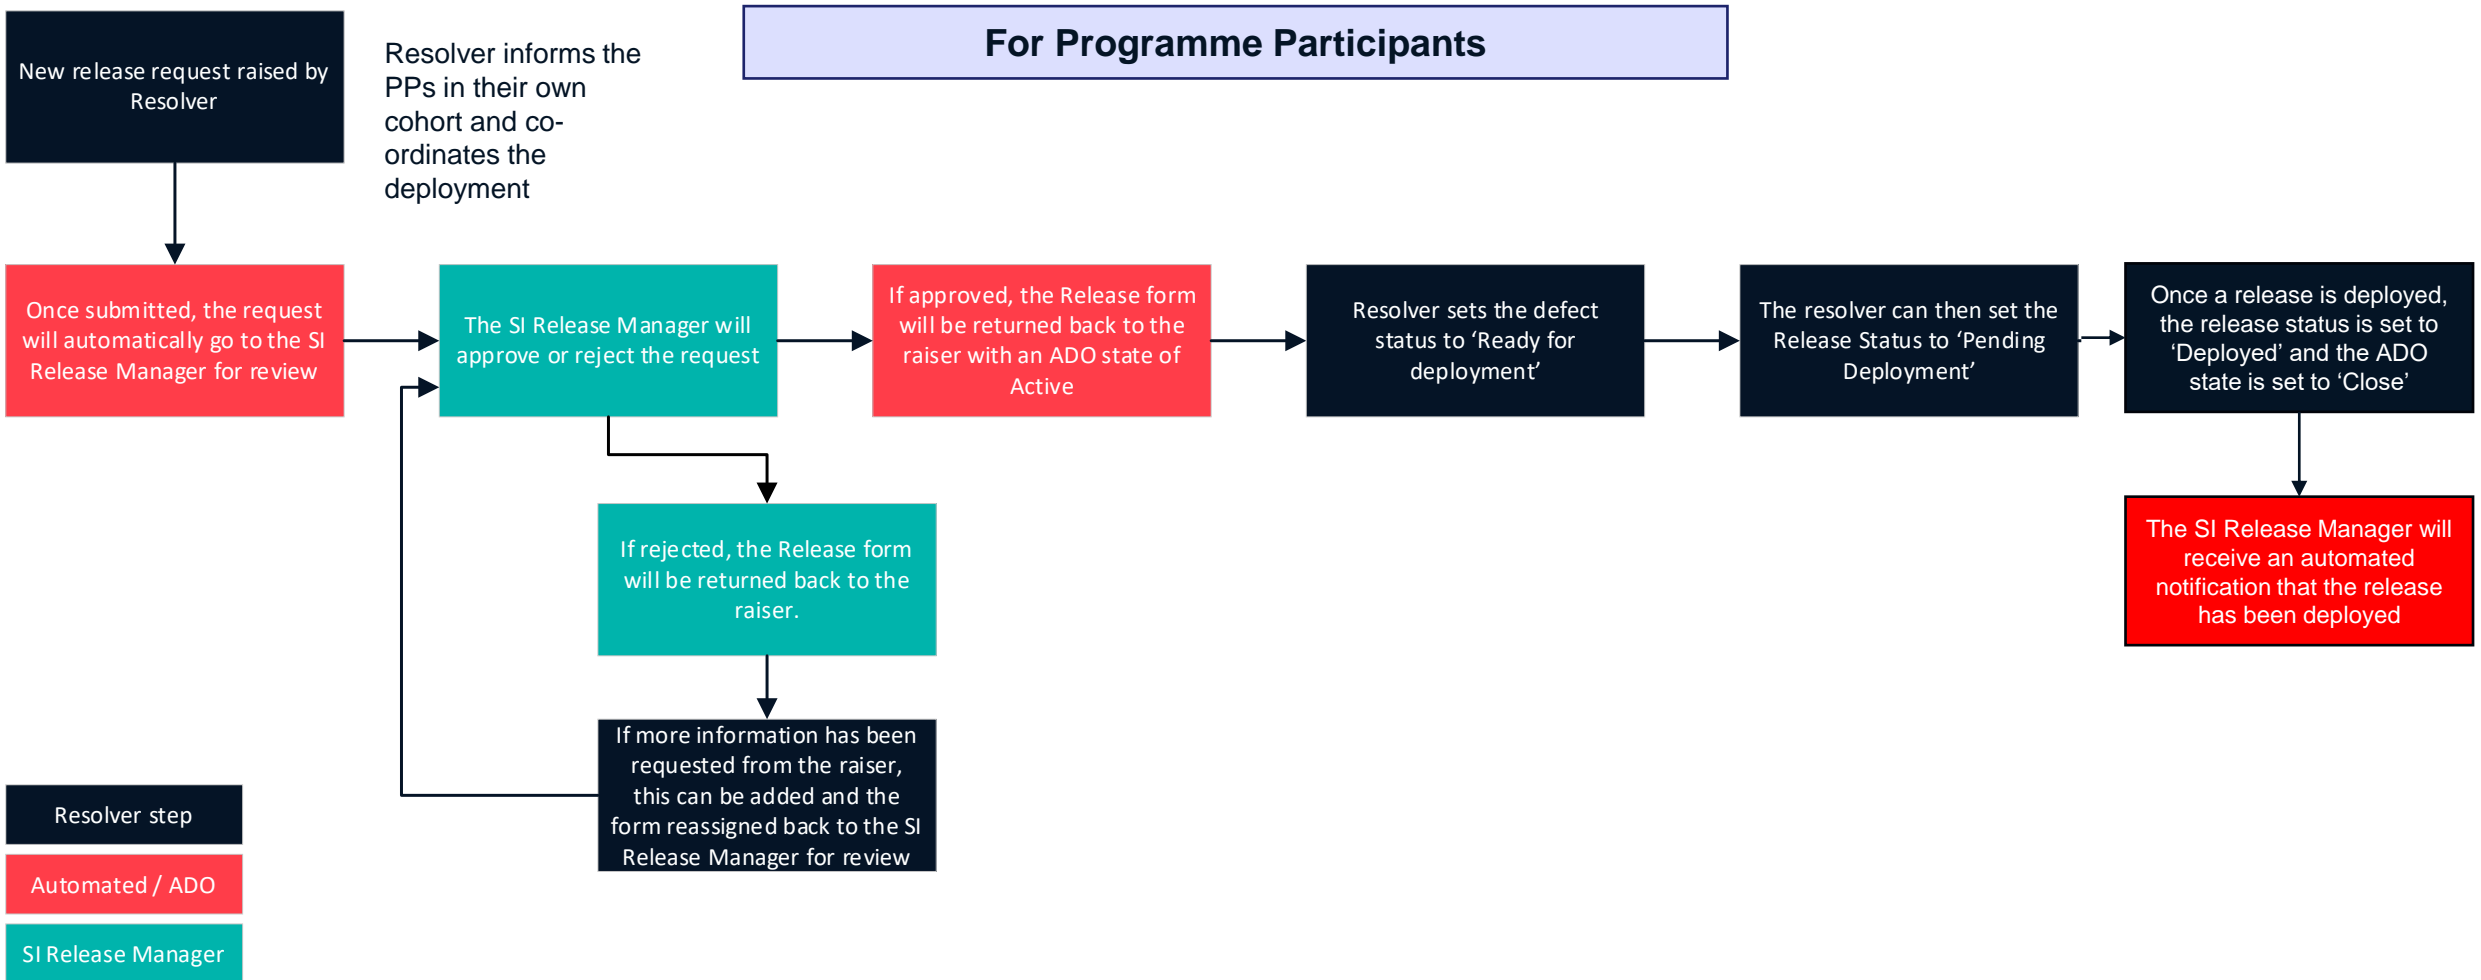 For Programme Participants
New release request raised by
Resolver
Resolver informs the
PPs in their own
cohort and co-
ordinates the
deployment
Once submitted, the request
will automatically go to the SI
Release Manager for review
The SI Release Manager will
approve or reject the request
If approved, the Release form
will be returned back to the
raiser with an ADO state of
Active
Resolver sets the defect
status to ‘Ready for
deployment’
The resolver can then set the
Release Status to ‘Pending
Deployment’
Once a release is deployed,
the release status is set to
‘Deployed’ and the ADO
state is set to ‘Close’
If rejected, the Release form
will be returned back to the
raiser.
The SI Release Manager will
receive an automated
notification that the release
has been deployed
If more information has been
requested from the raiser,
this can be added and the
form reassigned back to the SI
Release Manager for review
Resolver step
Automated / ADO
SI Release Manager